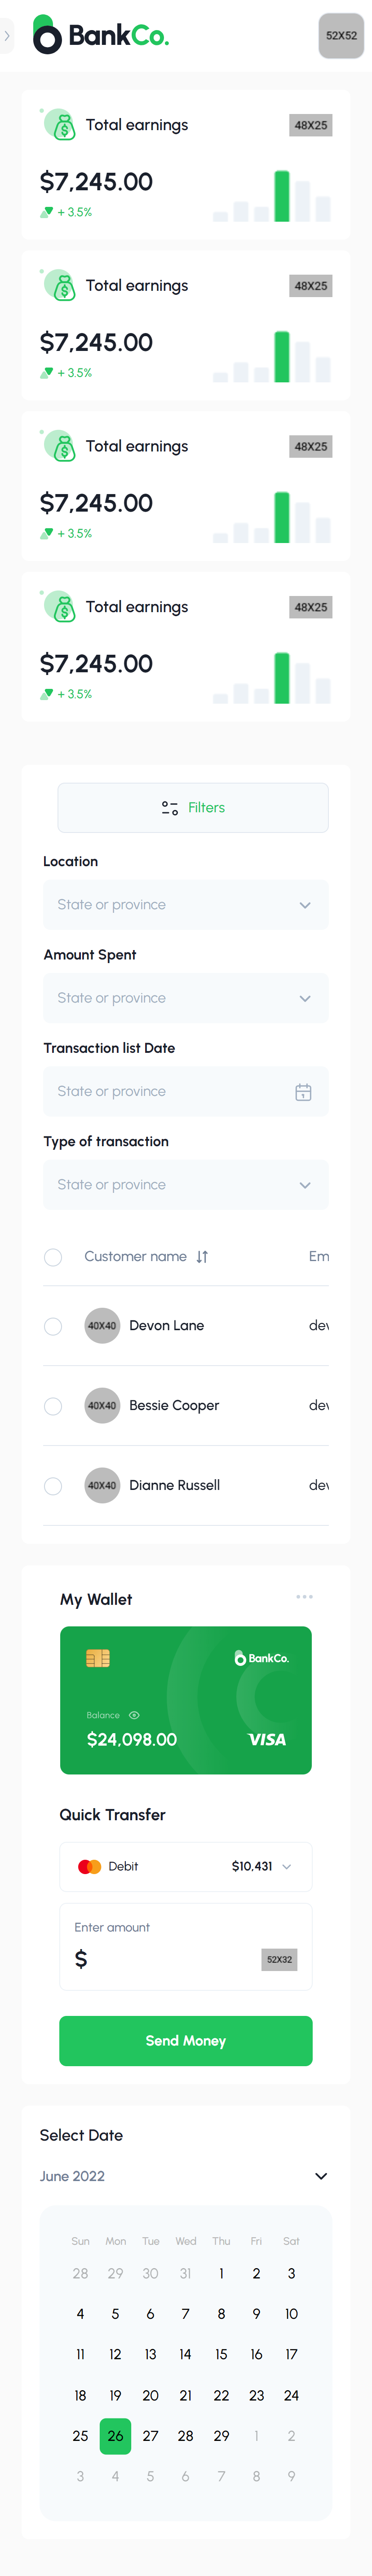 BankCo.
52X52
Total earnings
48X25
$7,245.00
+ 3.5%
Total earnings
48X25
$7,245.00
+ 3.5%
Total earnings
48X25
$7,245.00
+ 3.5%
Total earnings
48X25
$7,245.00
+ 3.5%
Filters
Location
State or province
Amount Spent
State or province
Transaction list Date
State or province
1
Type of transaction
State or province
Customer name Em
40X40 Devon Lane dev
40X40 Bessie Cooper dev
40X40 Dianne Russell dev
My Wallet
BankCo.
Balance
$24,098.00
VISA
Quick Transfer
Debit $10,431
Enter amount
$ 52X32
Send Money
Select Date
June 2022
Sun Mon Tue Wed Thu Fri Sat
28 29 30 31 1 2 3
4 5 6 7 8 9 10
11 12 13 14 15 16 17
18 19 20 21 22 23 24
25 26 27 28 29 1 2
3 4 5 6 7 8 9